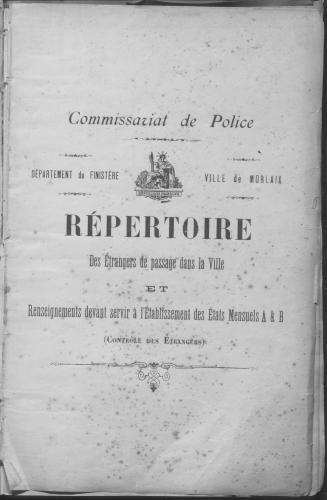 Commissariat de Police
DÉPARTEMENT du FINISTÈRE
VILLE de MORLAIX
RÉPERTOIRE
Des Étrangers de passage dans la Ville
ET
Renseignements devant servir à l'Établissement des États Mensuels A & B
(CONTRÔLE DES ÉTRANGERS)